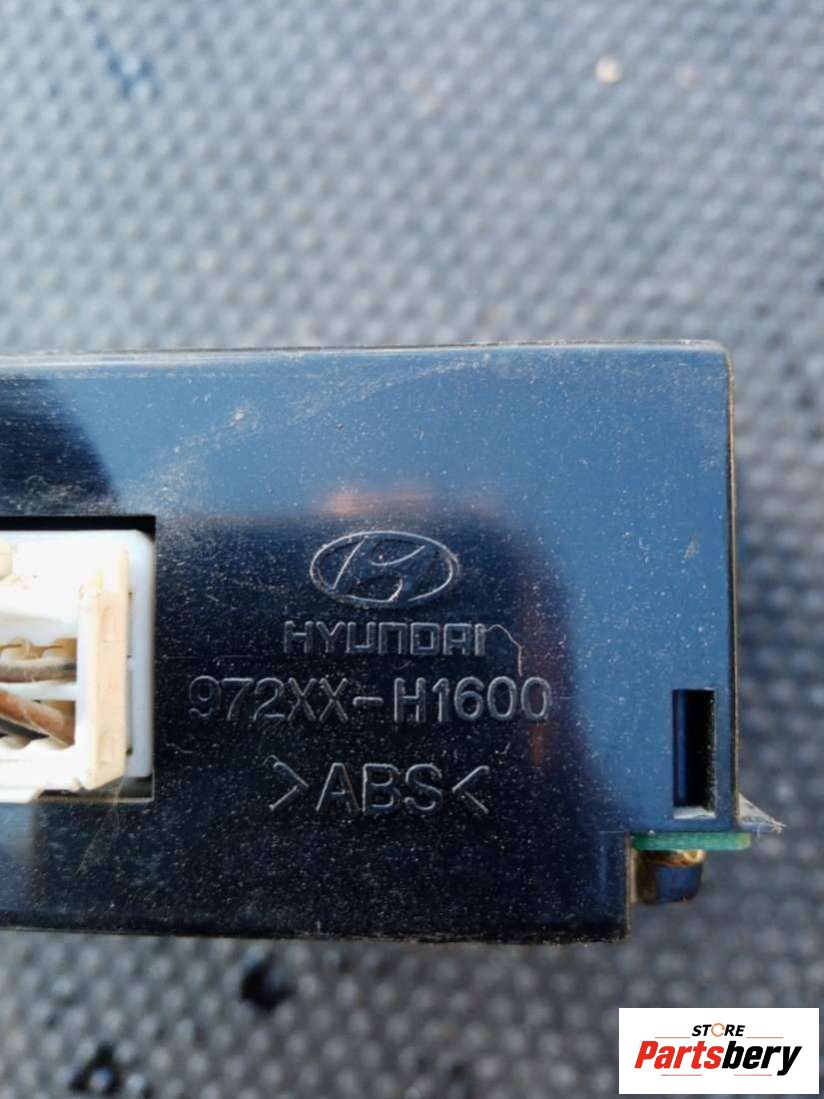 HYUNDAI
972XX-H1600
>ABS<
STORE
Partsbery